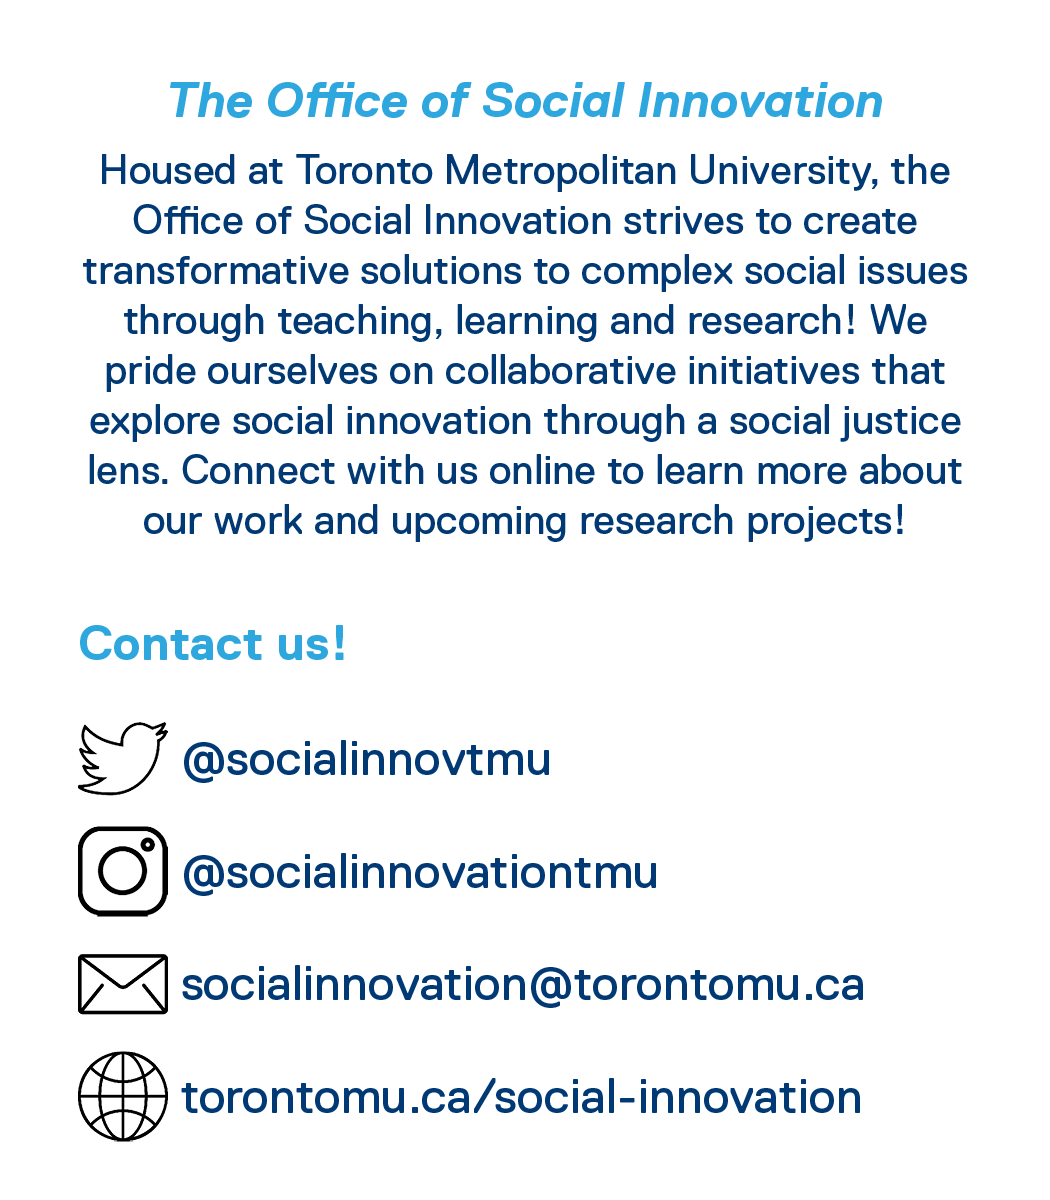 The Office of Social Innovation
Housed at Toronto Metropolitan University, the
Office of Social Innovation strives to create
transformative solutions to complex social issues
through teaching, learning and research! We
pride ourselves on collaborative initiatives that
explore social innovation through a social justice
lens. Connect with us online to learn more about
our work and upcoming research projects!
Contact us!
@socialinnovtmu
@socialinnovationtmu
socialinnovation@torontomu.ca
torontomu.ca/social-innovation